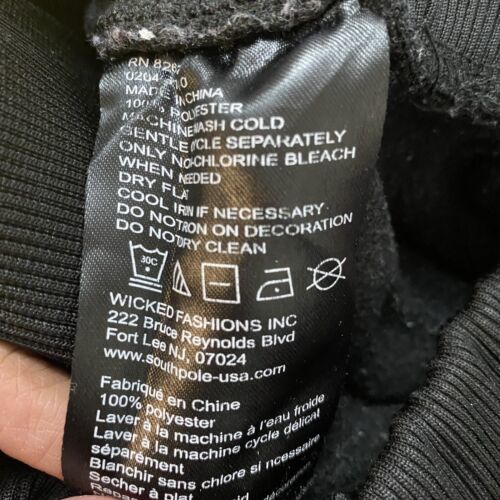 RN
MADE IN CHINA
100% POLYESTER
MACHINE WASH COLD
GENTLE CYCLE SEPARATELY
ONLY NON-CHLORINE BLEACH
WHEN NEEDED
DRY FLAT
COOL IRON IF NECESSARY.
DO NOT IRON ON DECORATION
DO NOT DRY CLEAN
30C
WICKED FASHIONS INC
222 Bruce Reynolds Blvd
Fort Lee NJ, 07024
www.southpole-usa.com
Fabriqué en Chine
100% polyester
Laver à la machine à l'eau froide
Laver à la machine cycle délicat
séparément
Blanchir sans chlore si ncessaire
Sécher à plat